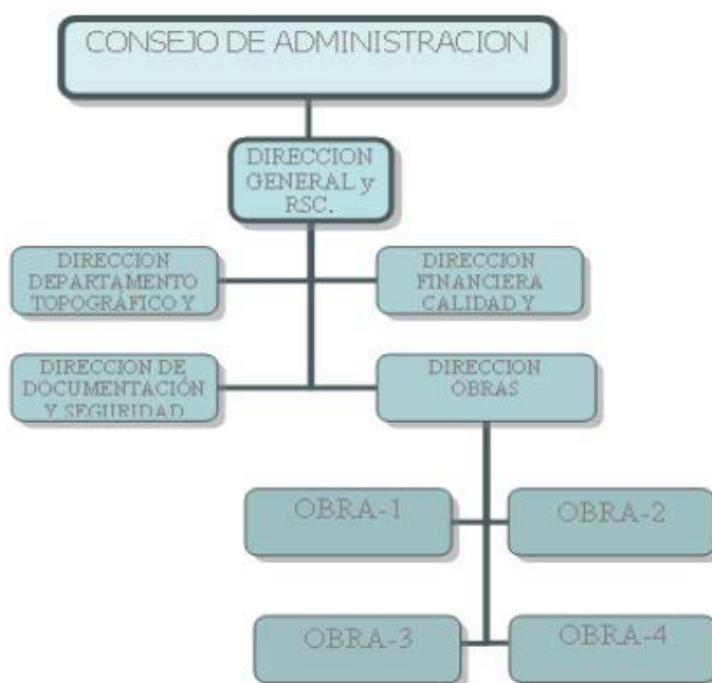 CONSEJO DE ADMINISTRACION
DIRECCION
GENERAL y
RSC.
DIRECCION
DEPARTAMENTO
TOPOGRÁFICO Y
DIRECCION
FINANCIERA
CALIDAD Y
DIRECCION DE
DOCUMENTACIÓN
Y SEGURIDAD
DIRECCION
OBRAS
OBRA-1
OBRA-2
OBRA-3
OBRA-4